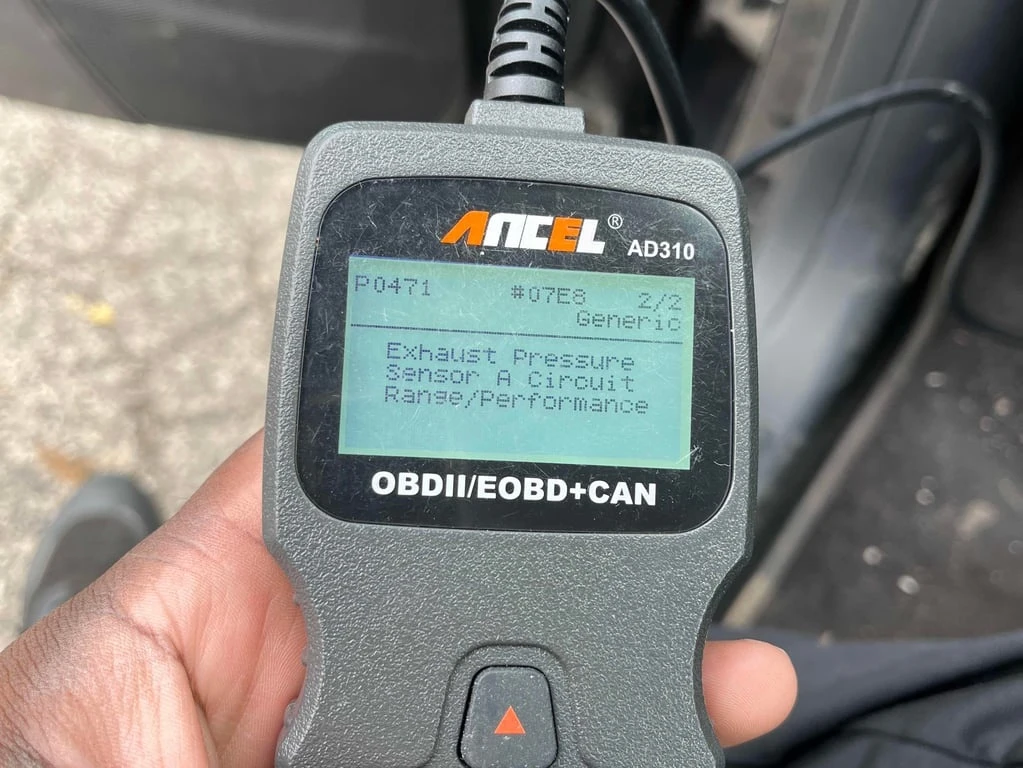 ANCEL® AD310
P0471 #07E8 2/2
Generic
Exhaust Pressure
Sensor A Circuit
Range/Performance
OBDII/EOBD+CAN